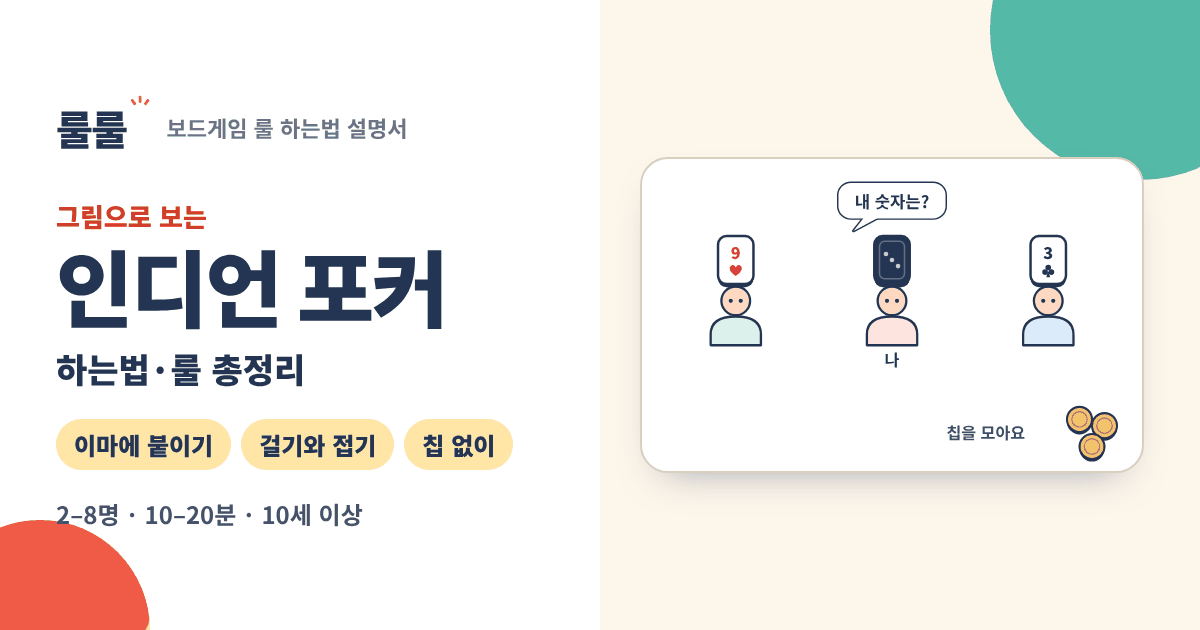 룰룰
보드게임 룰 하는법 설명서
그림으로 보는
인디언 포커
하는법·룰 총정리
이마에 붙이기
걸기와 접기
칩 없이
2–8명 · 10–20분 · 10세 이상
내 숫자는?
9
3
나
칩을 모아요